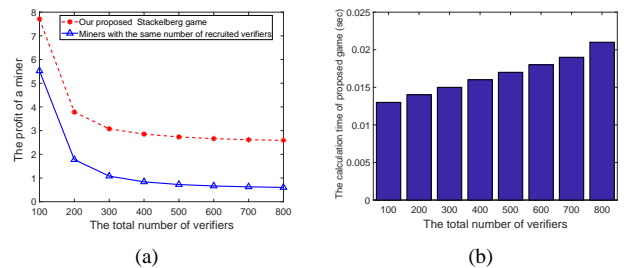 Our proposed Stackelberg game
Miners with the same number of recruited verifiers
The profit of a miner
8
7
6
5
4
3
2
1
0
100 200 300 400 500 600 700 800
The total number of verifiers
(a)
The calculation time of proposed game (sec)
0.025
0.02
0.015
0.01
0.005
0
100 200 300 400 500 600 700 800
The total number of verifiers
(b)